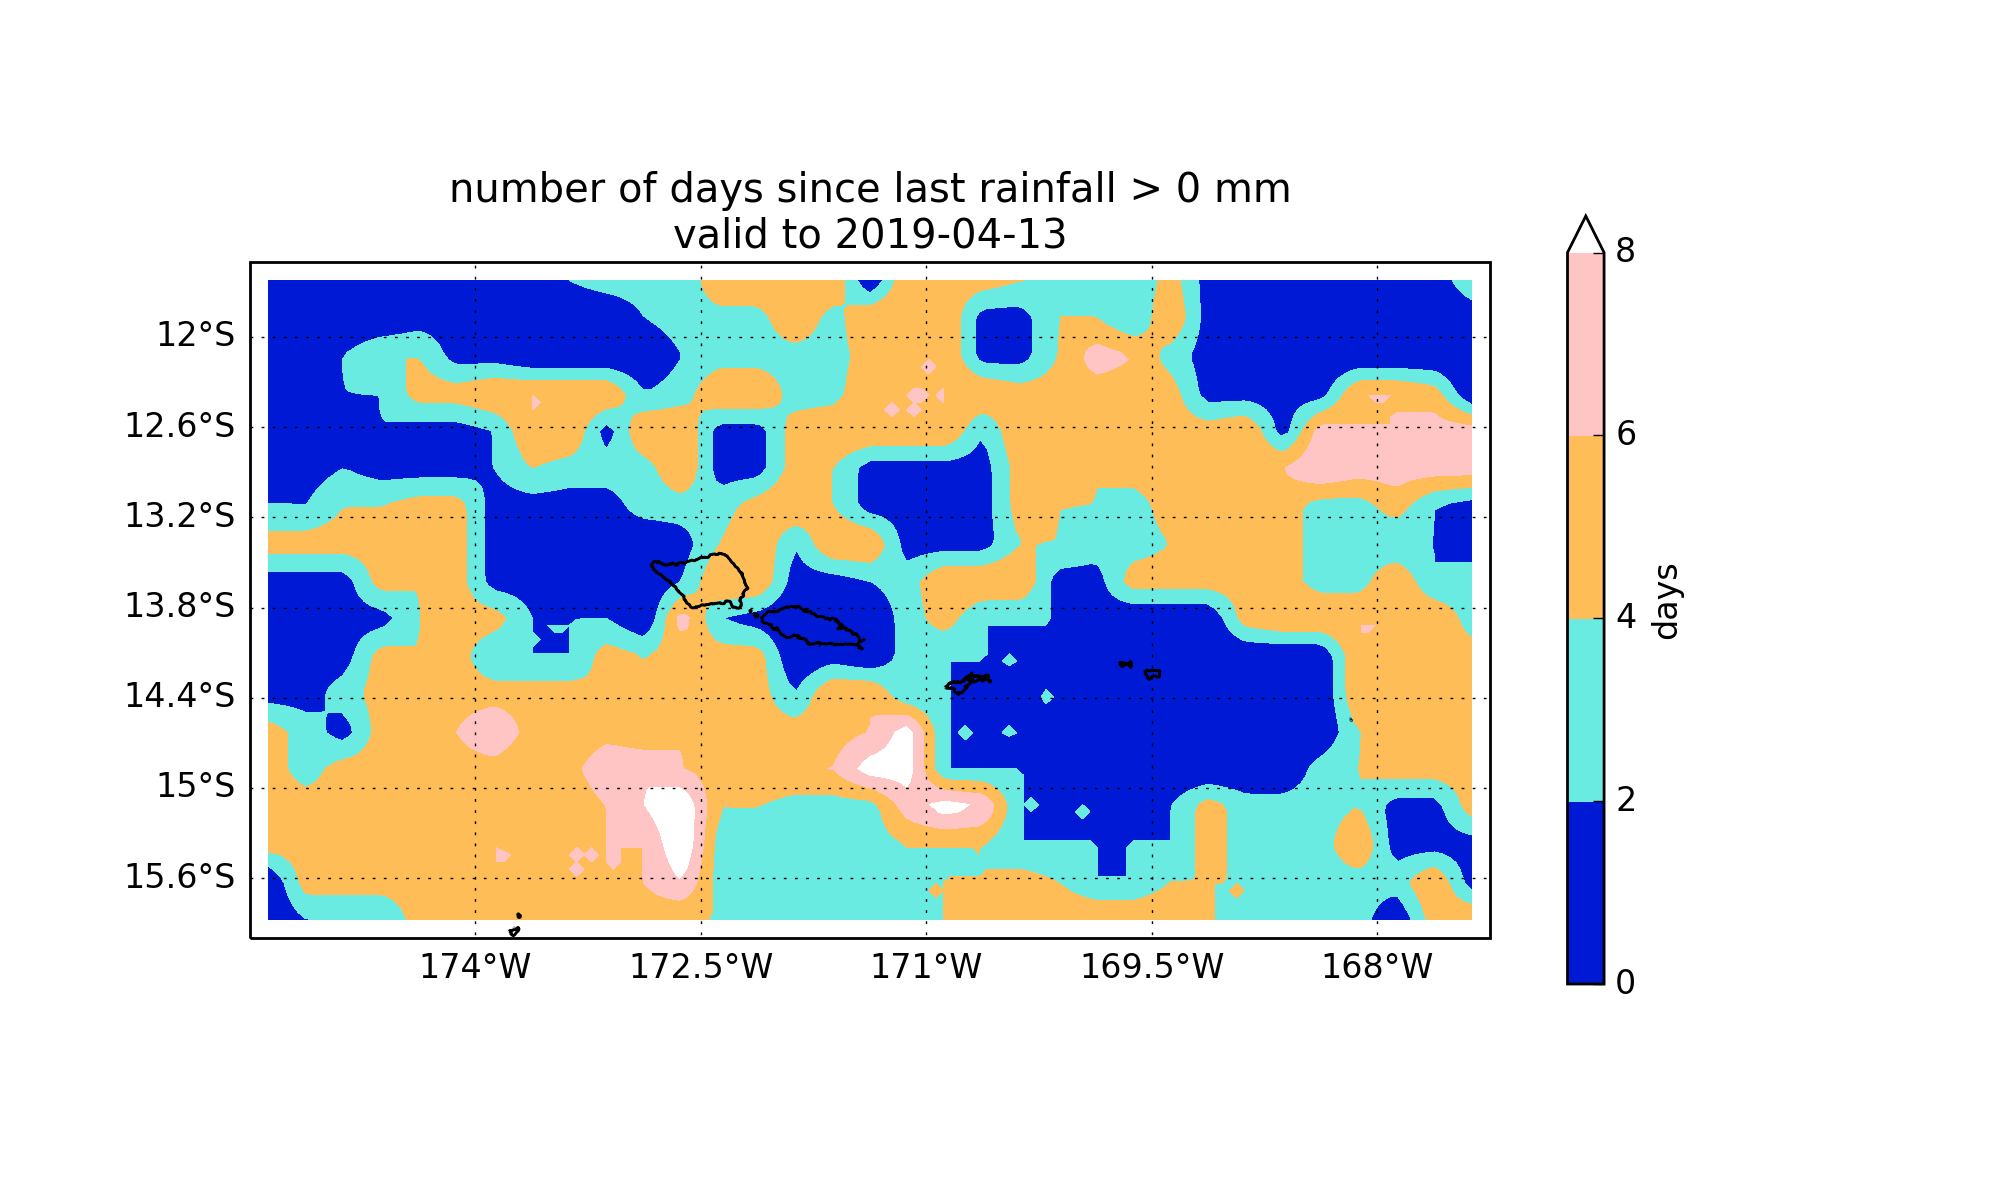 number of days since last rainfall > 0 mm
valid to 2019-04-13
12°S
12.6°S
13.2°S
13.8°S
14.4°S
15°S
15.6°S
174°W
172.5°W
171°W
169.5°W
168°W
8
6
4
2
0
days